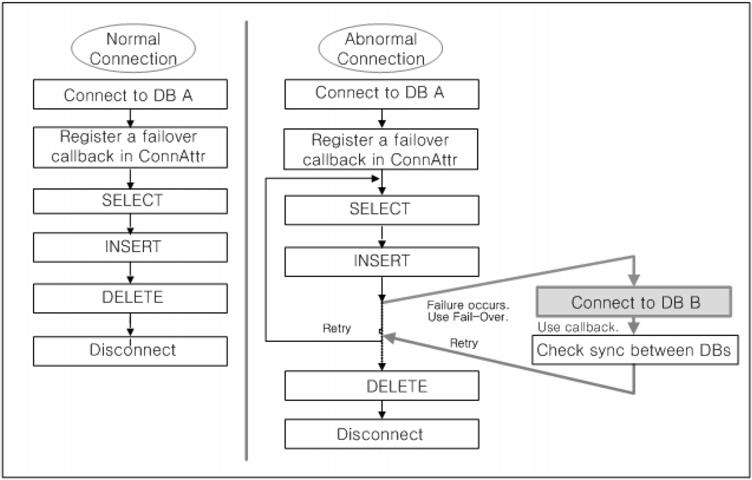 Normal
Connection
Connect to DB A
Register a failover
callback in ConnAttr
SELECT
INSERT
DELETE
Disconnect
Abnormal
Connection
Connect to DB A
Register a failover
callback in ConnAttr
SELECT
INSERT
Failure occurs.
Use Fail-Over.
Connect to DB B
Use callback.
Check sync between DBs
Retry
Retry
DELETE
Disconnect